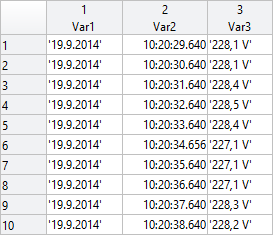 1 2 3
Var1 Var2 Var3
1 '19.9.2014' 10:20:29.640 '228,1 V'
2 '19.9.2014' 10:20:30.640 '228,1 V'
3 '19.9.2014' 10:20:31.640 '228,4 V'
4 '19.9.2014' 10:20:32.640 '228,5 V'
5 '19.9.2014' 10:20:33.640 '228,4 V'
6 '19.9.2014' 10:20:34.656 '227,1 V'
7 '19.9.2014' 10:20:35.640 '227,1 V'
8 '19.9.2014' 10:20:36.640 '227,1 V'
9 '19.9.2014' 10:20:37.640 '228,3 V'
10 '19.9.2014' 10:20:38.640 '228,2 V'